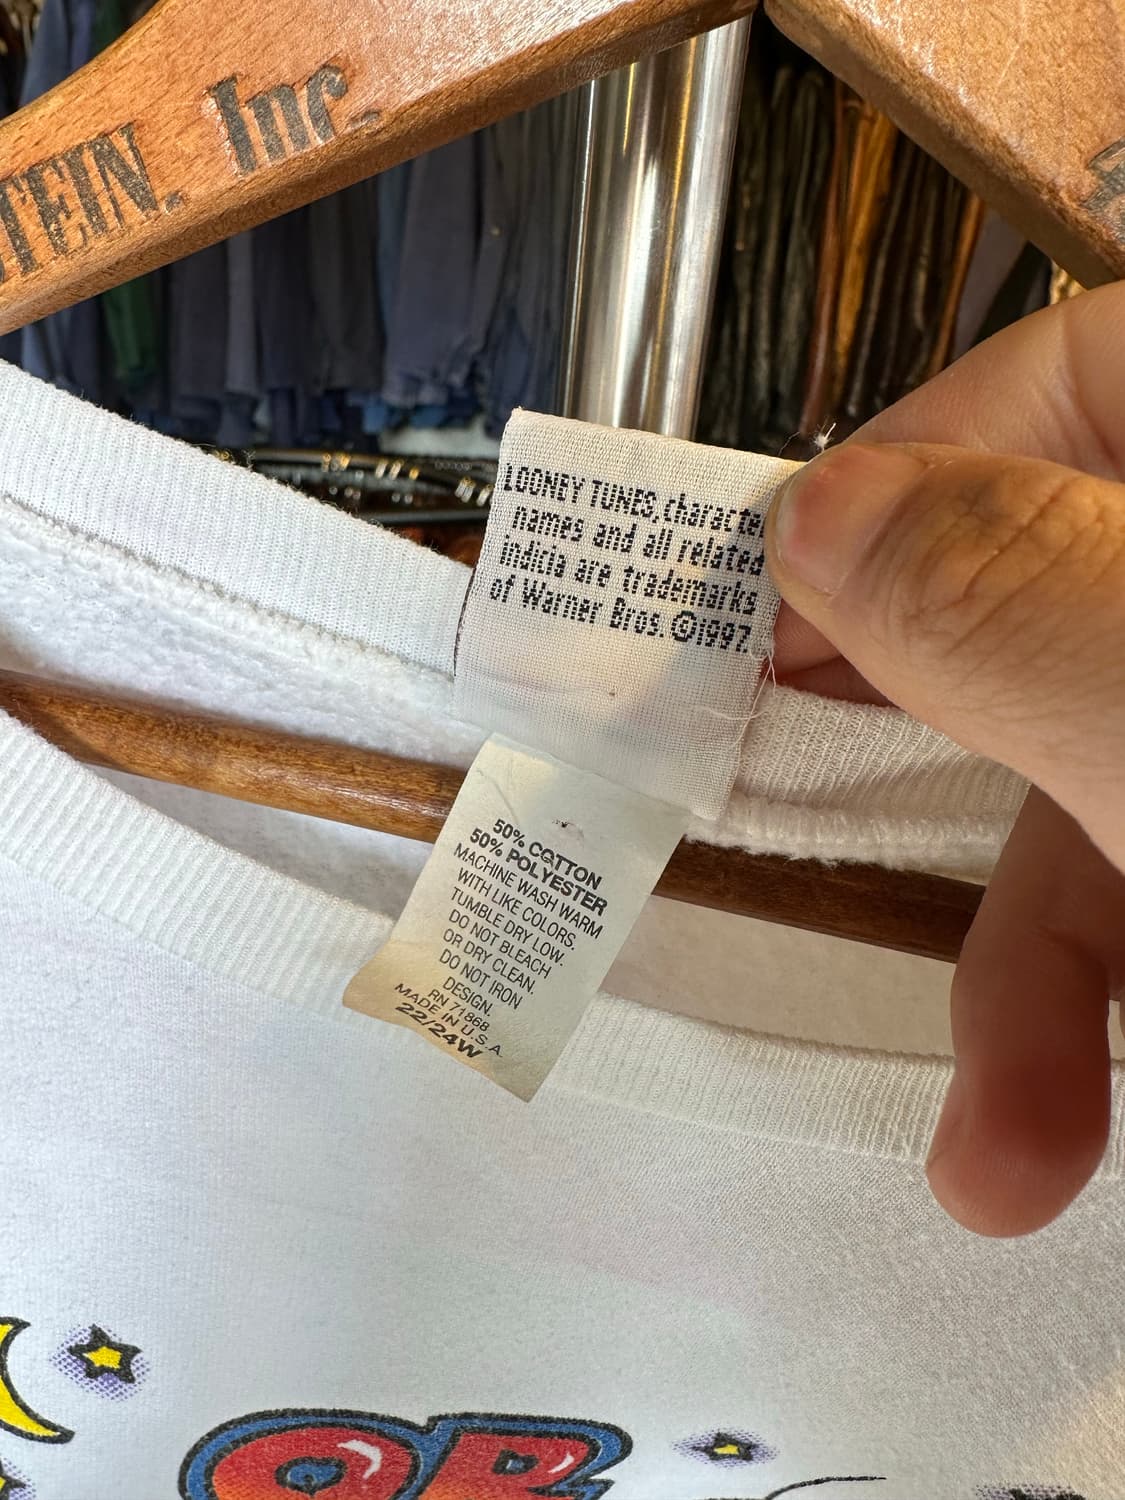 TEIN, Inc.
LOONEY TUNES, characte
names and all related
indicia are trademarks
of Warner Bros. ©1997.
50% COTTON
50% POLYESTER
MACHINE WASH WARM
WITH LIKE COLORS.
TUMBLE DRY LOW.
DO NOT BLEACH
OR DRY CLEAN.
DO NOT IRON
DESIGN.
RN 71868
MADE IN U.S.A.
22/24W
OR